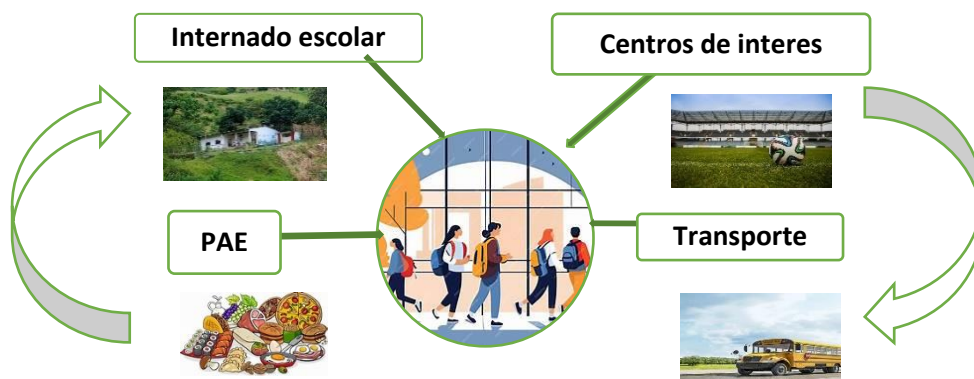 Internado escolar
Centros de interes
PAE
Transporte